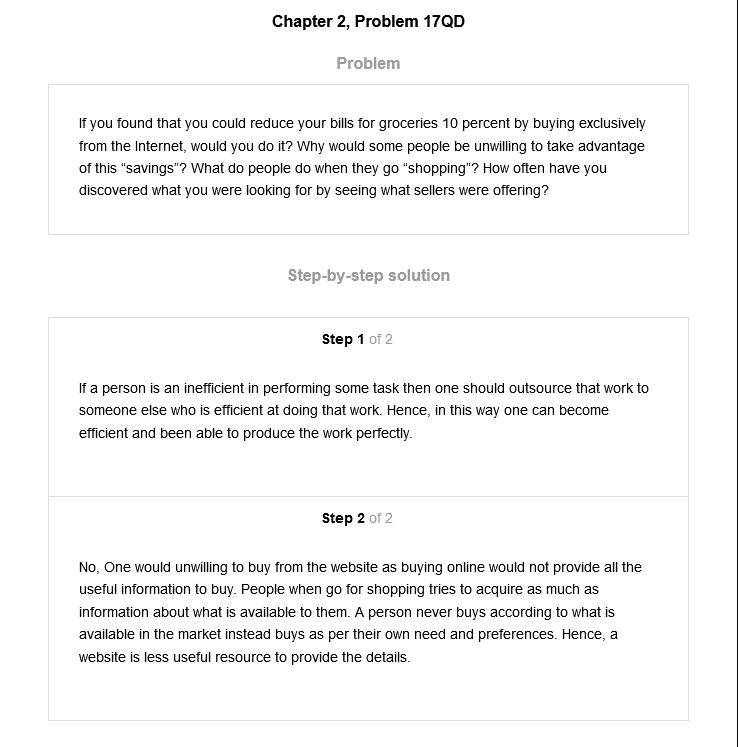 Chapter 2, Problem 17QD
Problem
If you found that you could reduce your bills for groceries 10 percent by buying exclusively
from the Internet, would you do it? Why would some people be unwilling to take advantage
of this “savings”? What do people do when they go “shopping”? How often have you
discovered what you were looking for by seeing what sellers were offering?
Step-by-step solution
Step 1 of 2
If a person is an inefficient in performing some task then one should outsource that work to
someone else who is efficient at doing that work. Hence, in this way one can become
efficient and been able to produce the work perfectly.
Step 2 of 2
No, One would unwilling to buy from the website as buying online would not provide all the
useful information to buy. People when go for shopping tries to acquire as much as
information about what is available to them. A person never buys according to what is
available in the market instead buys as per their own need and preferences. Hence, a
website is less useful resource to provide the details.